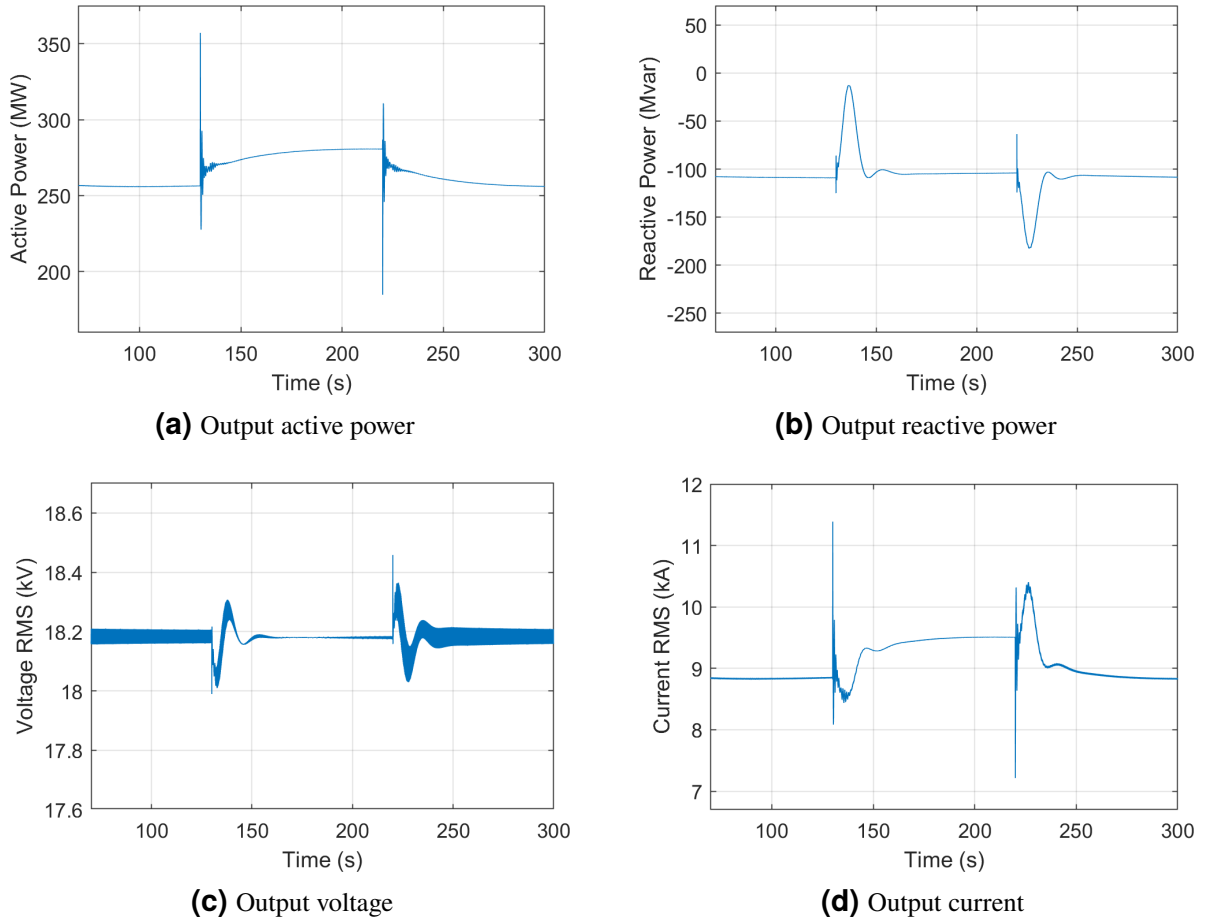 350
300
250
200
Active Power (MW)
100 150 200 250 300
Time (s)
(a) Output active power
50
0
-50
-100
-150
-200
-250
Reactive Power (Mvar)
100 150 200 250 300
Time (s)
(b) Output reactive power
18.6
18.4
18.2
18
17.8
17.6
Voltage RMS (kV)
100 150 200 250 300
Time (s)
(c) Output voltage
12
11
10
9
8
7
Current RMS (kA)
100 150 200 250 300
Time (s)
(d) Output current